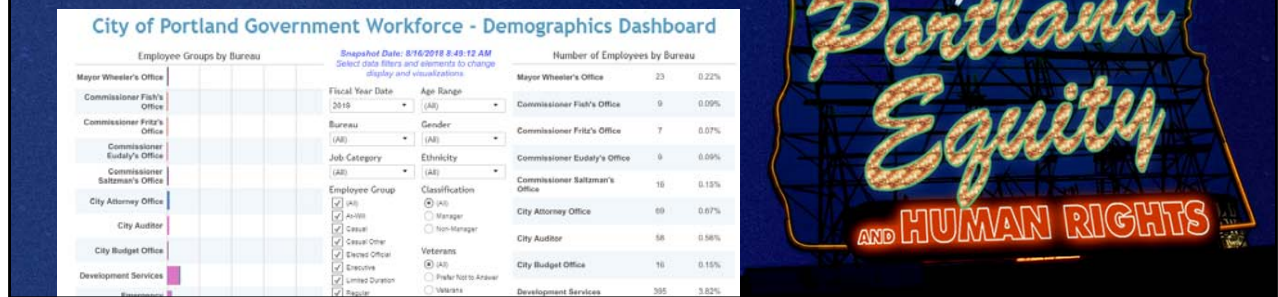 City of Portland Government Workforce - Demographics Dashboard
Employee Groups by Bureau
Mayor Wheeler's Office
Commissioner Fish's
Office
Commissioner Fritz's
Office
Commissioner
Eudaly's Office
Commissioner
Saltzman's Office
City Attorney Office
City Auditor
City Budget Office
Development Services
Emergency
Snapshot Date: 8/16/2018 8:49:12 AM
Select data filters and elements to change
display and visualizations
Fiscal Year Date
2019
Age Range
(All)
Bureau
(All)
Gender
(All)
Job Category
(All)
Ethnicity
(All)
Employee Group
(All)
At-Will
Casual
Casual Other
Elected Official
Executive
Limited Duration
Regular
Classification
(All)
Manager
Non-Manager
Veterans
(All)
Prefer Not to Answer
Veterans
Number of Employees by Bureau
Mayor Wheeler's Office 23 0.22%
Commissioner Fish's Office 9 0.09%
Commissioner Fritz's Office 7 0.07%
Commissioner Eudaly's Office 9 0.09%
Commissioner Saltzman's
Office 16 0.15%
City Attorney Office 69 0.67%
City Auditor 58 0.56%
City Budget Office 16 0.15%
Development Services 395 3.82%
Portland
Equity
AND HUMAN RIGHTS